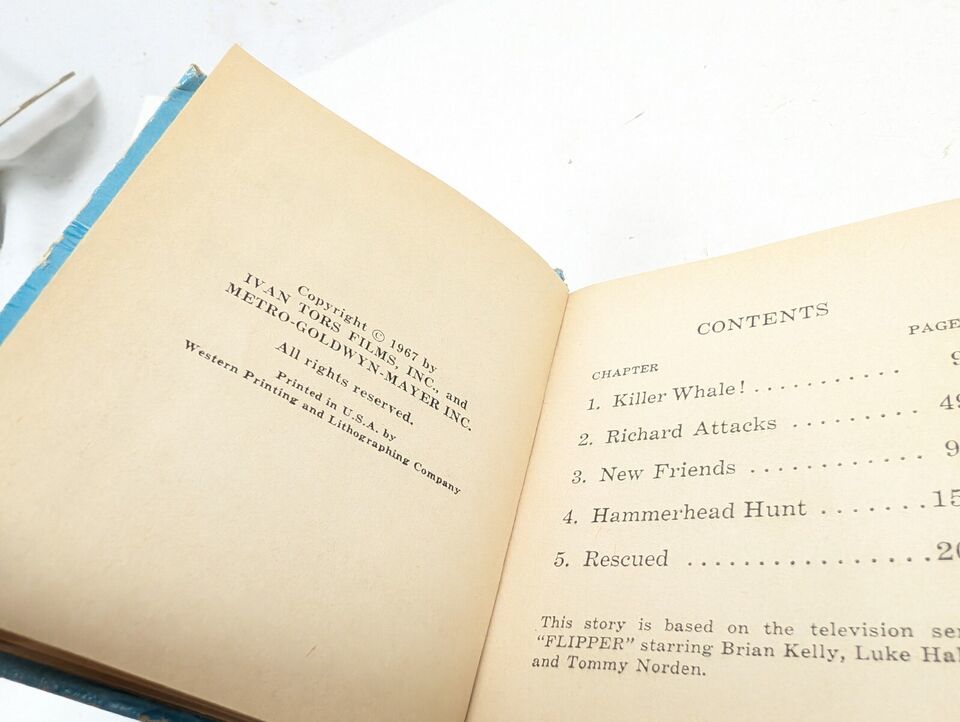 Copyright © 1967 by
IVAN TORS FILMS, INC., and
METRO-GOLDWYN-MAYER INC.
All rights reserved.
Printed in U.S.A. by
Western Printing and Lithographing Company
CONTENTS
CHAPTER PAGE
1. Killer Whale! . . . . . . . . . . . 9
2. Richard Attacks . . . . . . . . . 49
3. New Friends . . . . . . . . . . . . 9
4. Hammerhead Hunt . . . . . . . 15
5. Rescued . . . . . . . . . . . . . . . . 20
This story is based on the television
"FLIPPER" starring Brian Kelly, Luke
and Tommy Norden.